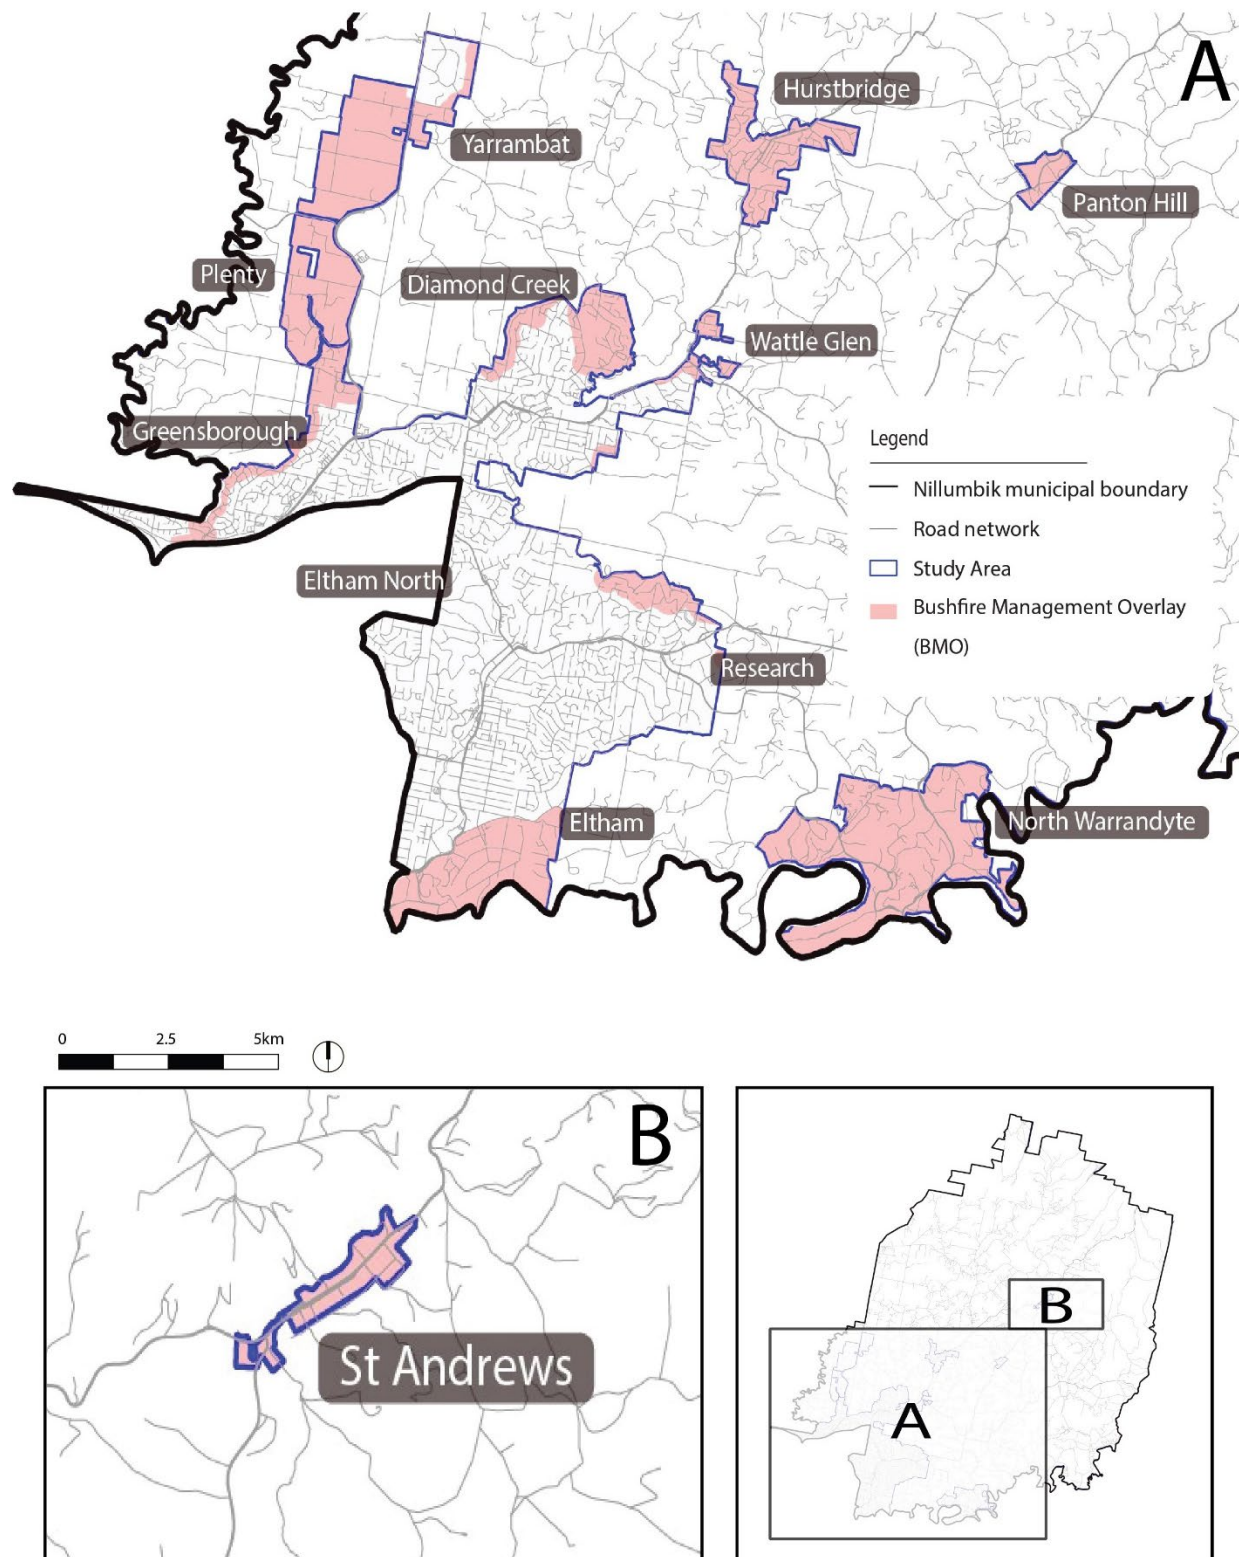 A
Hurstbridge
Yarrambat
Panton Hill
Plenty
Diamond Creek
Wattle Glen
Greensborough
Legend
Nillumbik municipal boundary
Road network
Study Area
Bushfire Management Overlay
(BMO)
Eltham North
Research
Eltham
North Warrandyte
0 2.5 5km
B
St Andrews
B
A